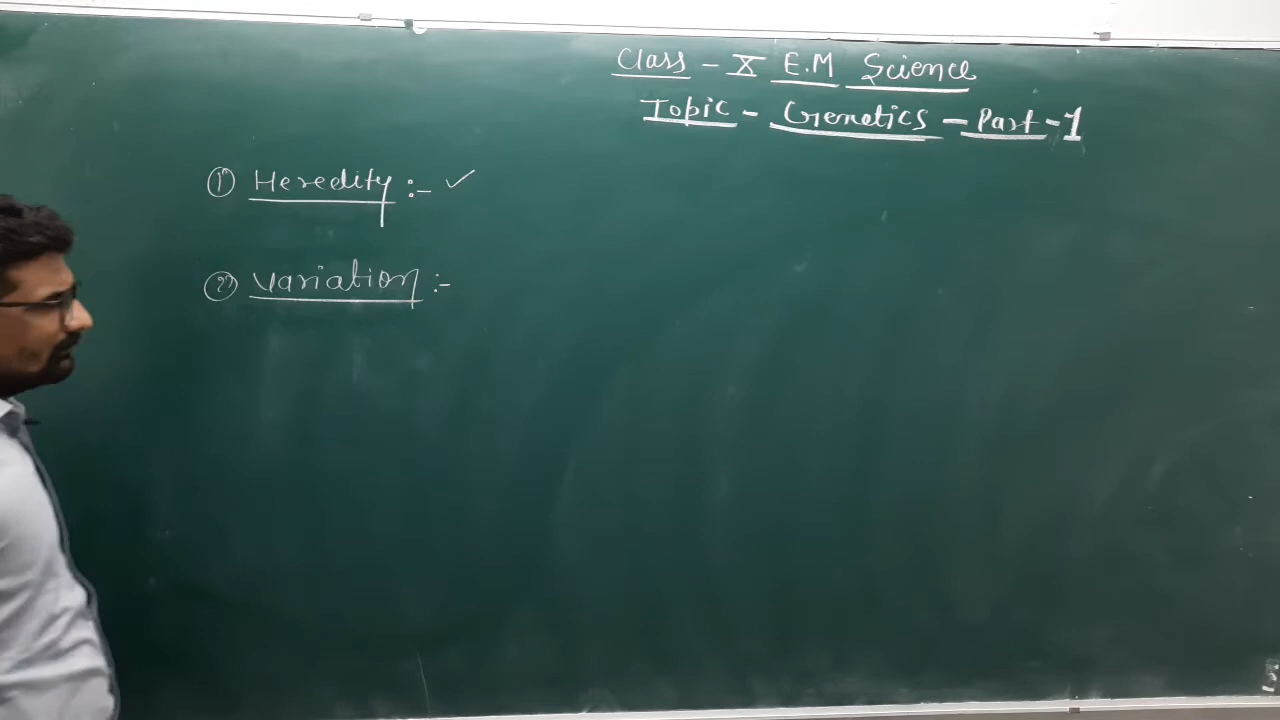 Class - X E.M Science
Topic - Genetics - Part-1
① Heredity :- ✓
② Variation :-